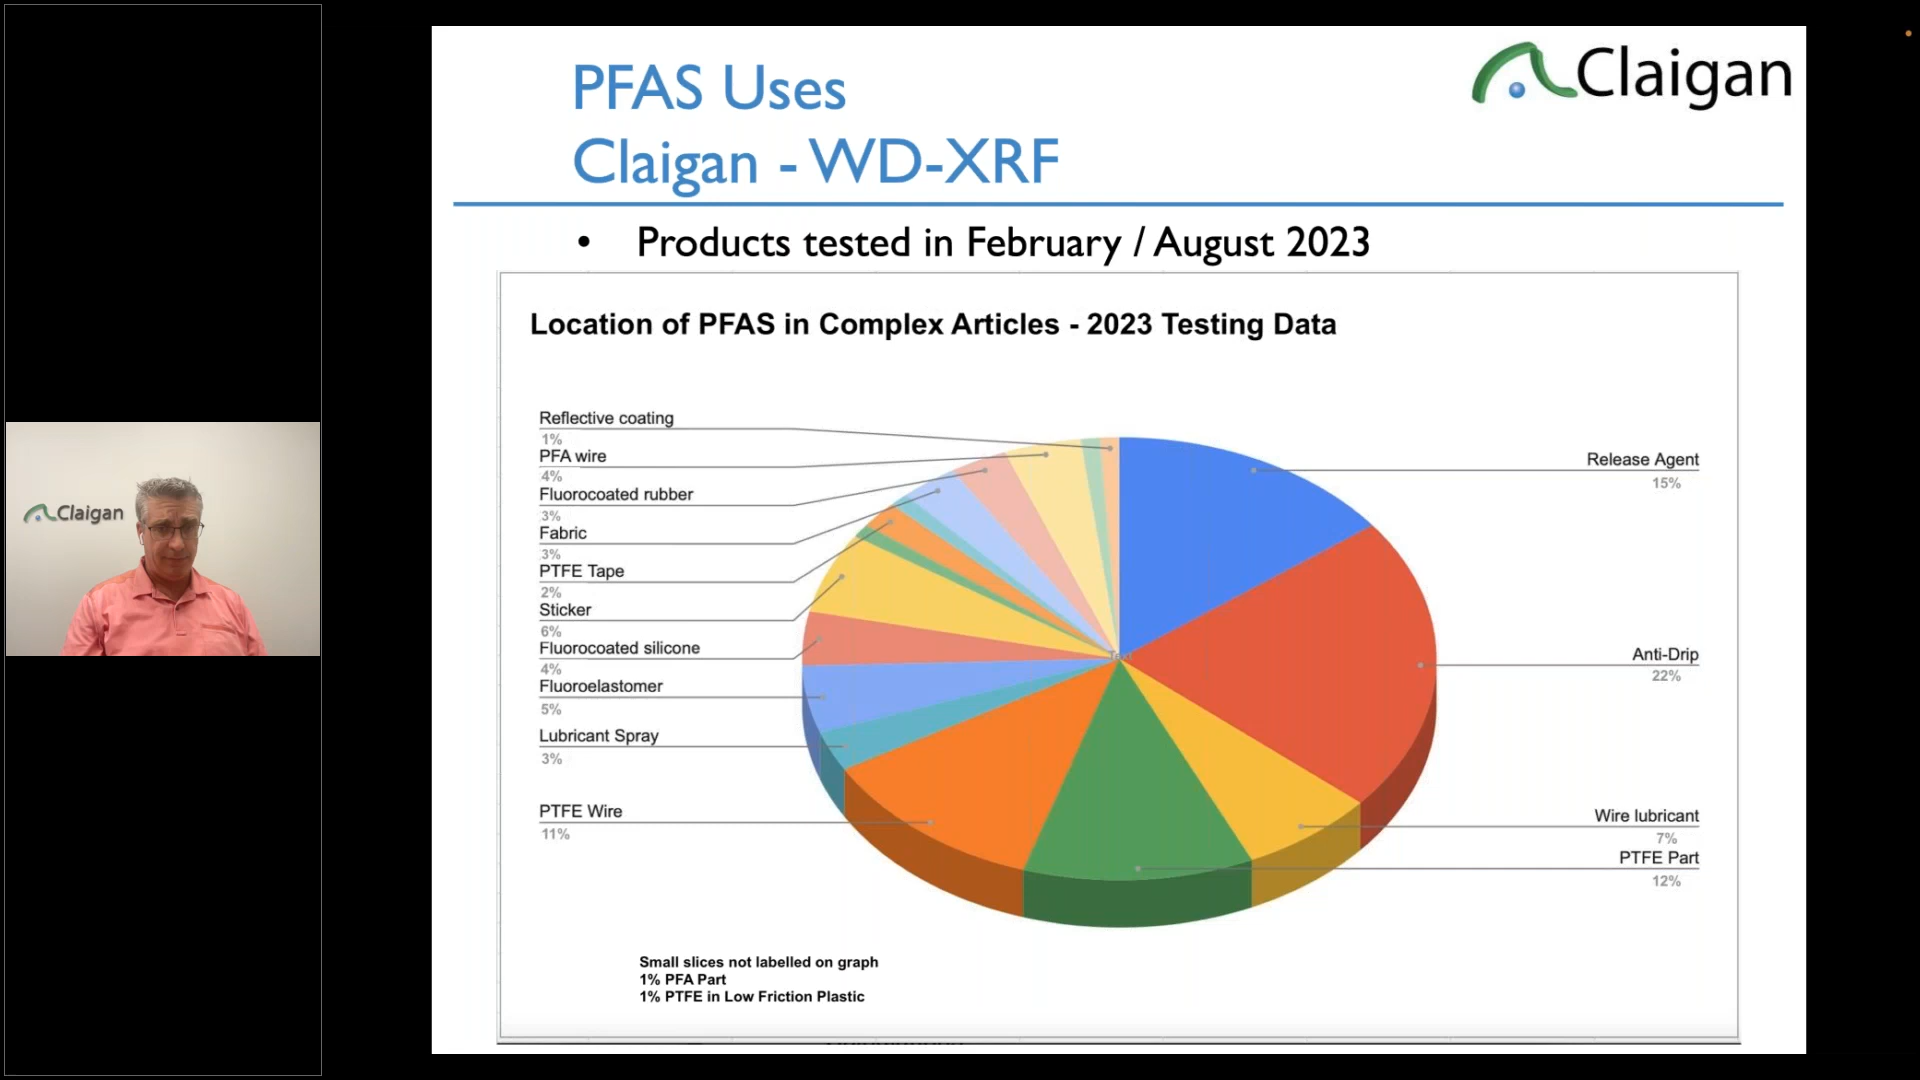 PFAS Uses
Claigan - WD-XRF
Claigan
• Products tested in February / August 2023
Location of PFAS in Complex Articles - 2023 Testing Data
Reflective coating
1%
PFA wire
4%
Fluorocoated rubber
3%
Fabric
3%
PTFE Tape
2%
Sticker
6%
Fluorocoated silicone
4%
Fluoroelastomer
5%
Lubricant Spray
3%
PTFE Wire
11%
Release Agent
15%
Anti-Drip
22%
Wire lubricant
7%
PTFE Part
12%
Text
Small slices not labelled on graph
1% PFA Part
1% PTFE in Low Friction Plastic
Claigan